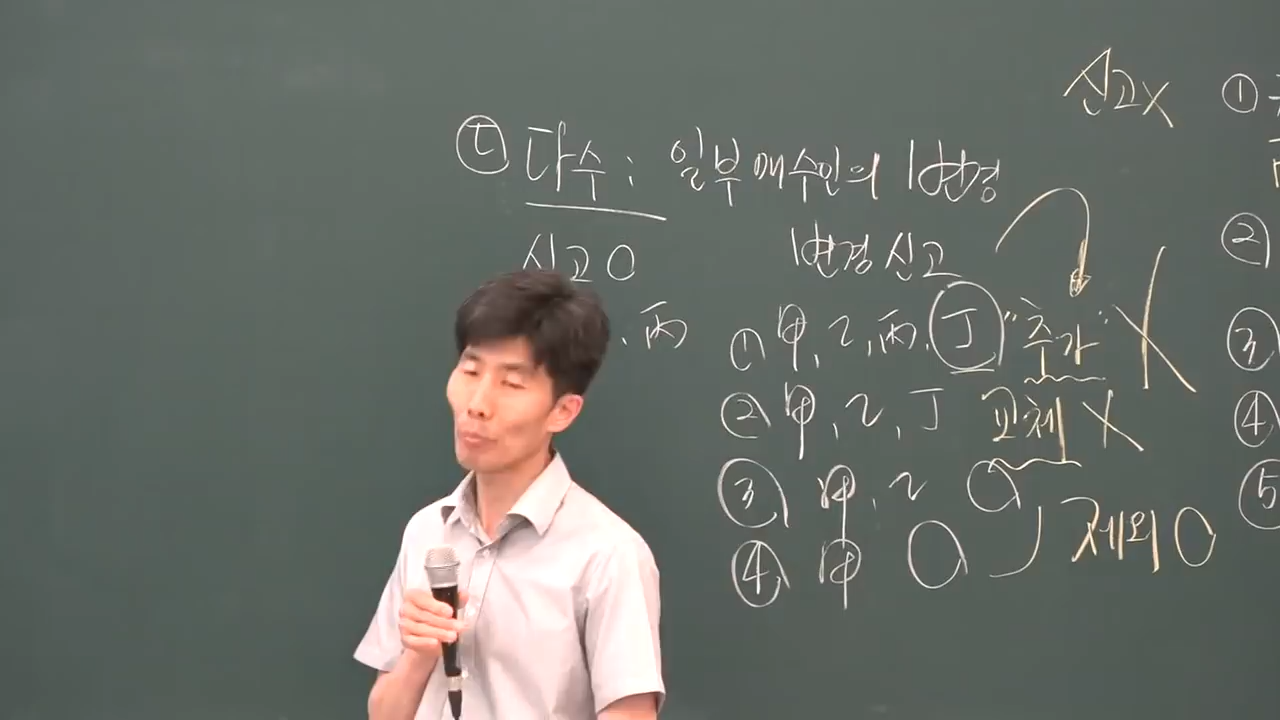 신고X
ㄷ 다수: 일부 매수인의 변경
신고O
변경신고
, 丙
① 甲, 乙, 丙, 丁 "추가" X
② 甲, 乙, 丁 교체 X
③ 甲, 乙 O
④ 甲 O
제외 O
①
②
③
④
⑤